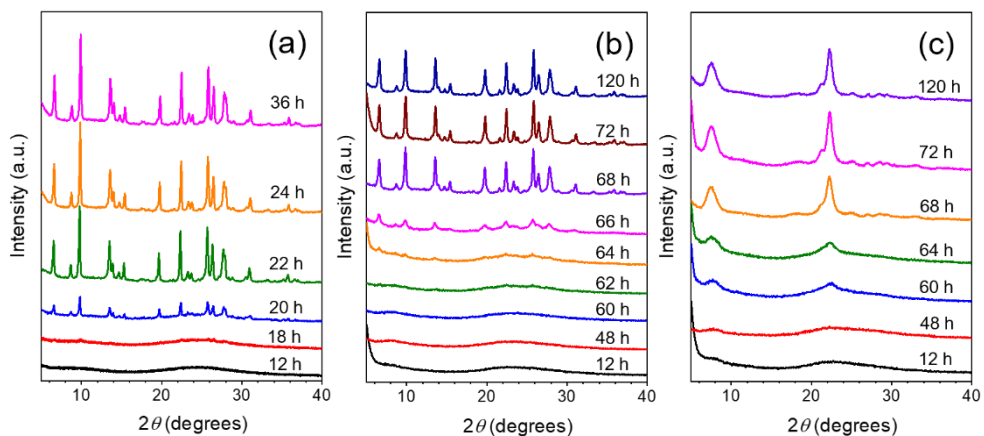 (a)
36 h
24 h
22 h
20 h
18 h
12 h
Intensity (a.u.)
10 20 30 40
2θ (degrees)
(b)
120 h
72 h
68 h
66 h
64 h
62 h
60 h
48 h
12 h
Intensity (a.u.)
10 20 30 40
2θ (degrees)
(c)
120 h
72 h
68 h
64 h
60 h
48 h
12 h
Intensity (a.u.)
10 20 30 40
2θ (degrees)